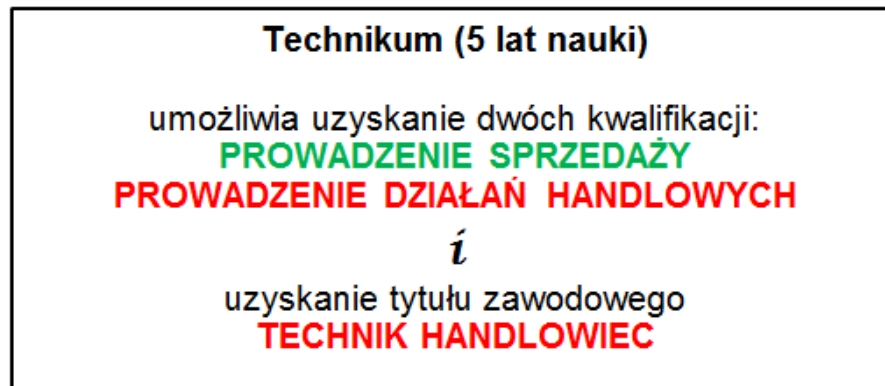 Technikum (5 lat nauki)
umożliwia uzyskanie dwóch kwalifikacji:
PROWADZENIE SPRZEDAŻY
PROWADZENIE DZIAŁAŃ HANDLOWYCH
i
uzyskanie tytułu zawodowego
TECHNIK HANDLOWIEC